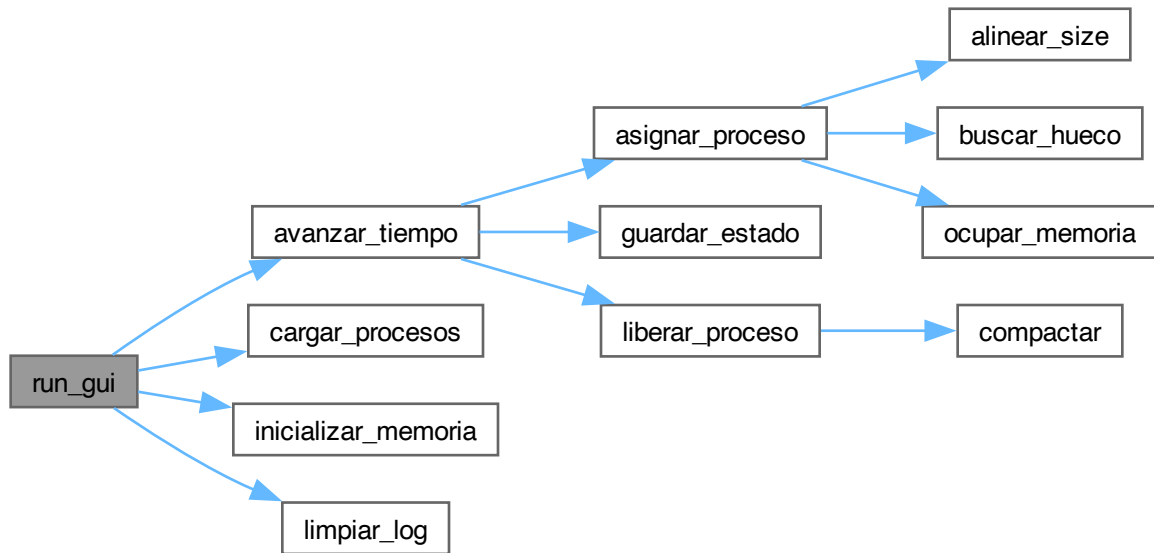 run_gui
avanzar_tiempo
cargar_procesos
inicializar_memoria
limpiar_log
asignar_proceso
guardar_estado
liberar_proceso
alinear_size
buscar_hueco
ocupar_memoria
compactar